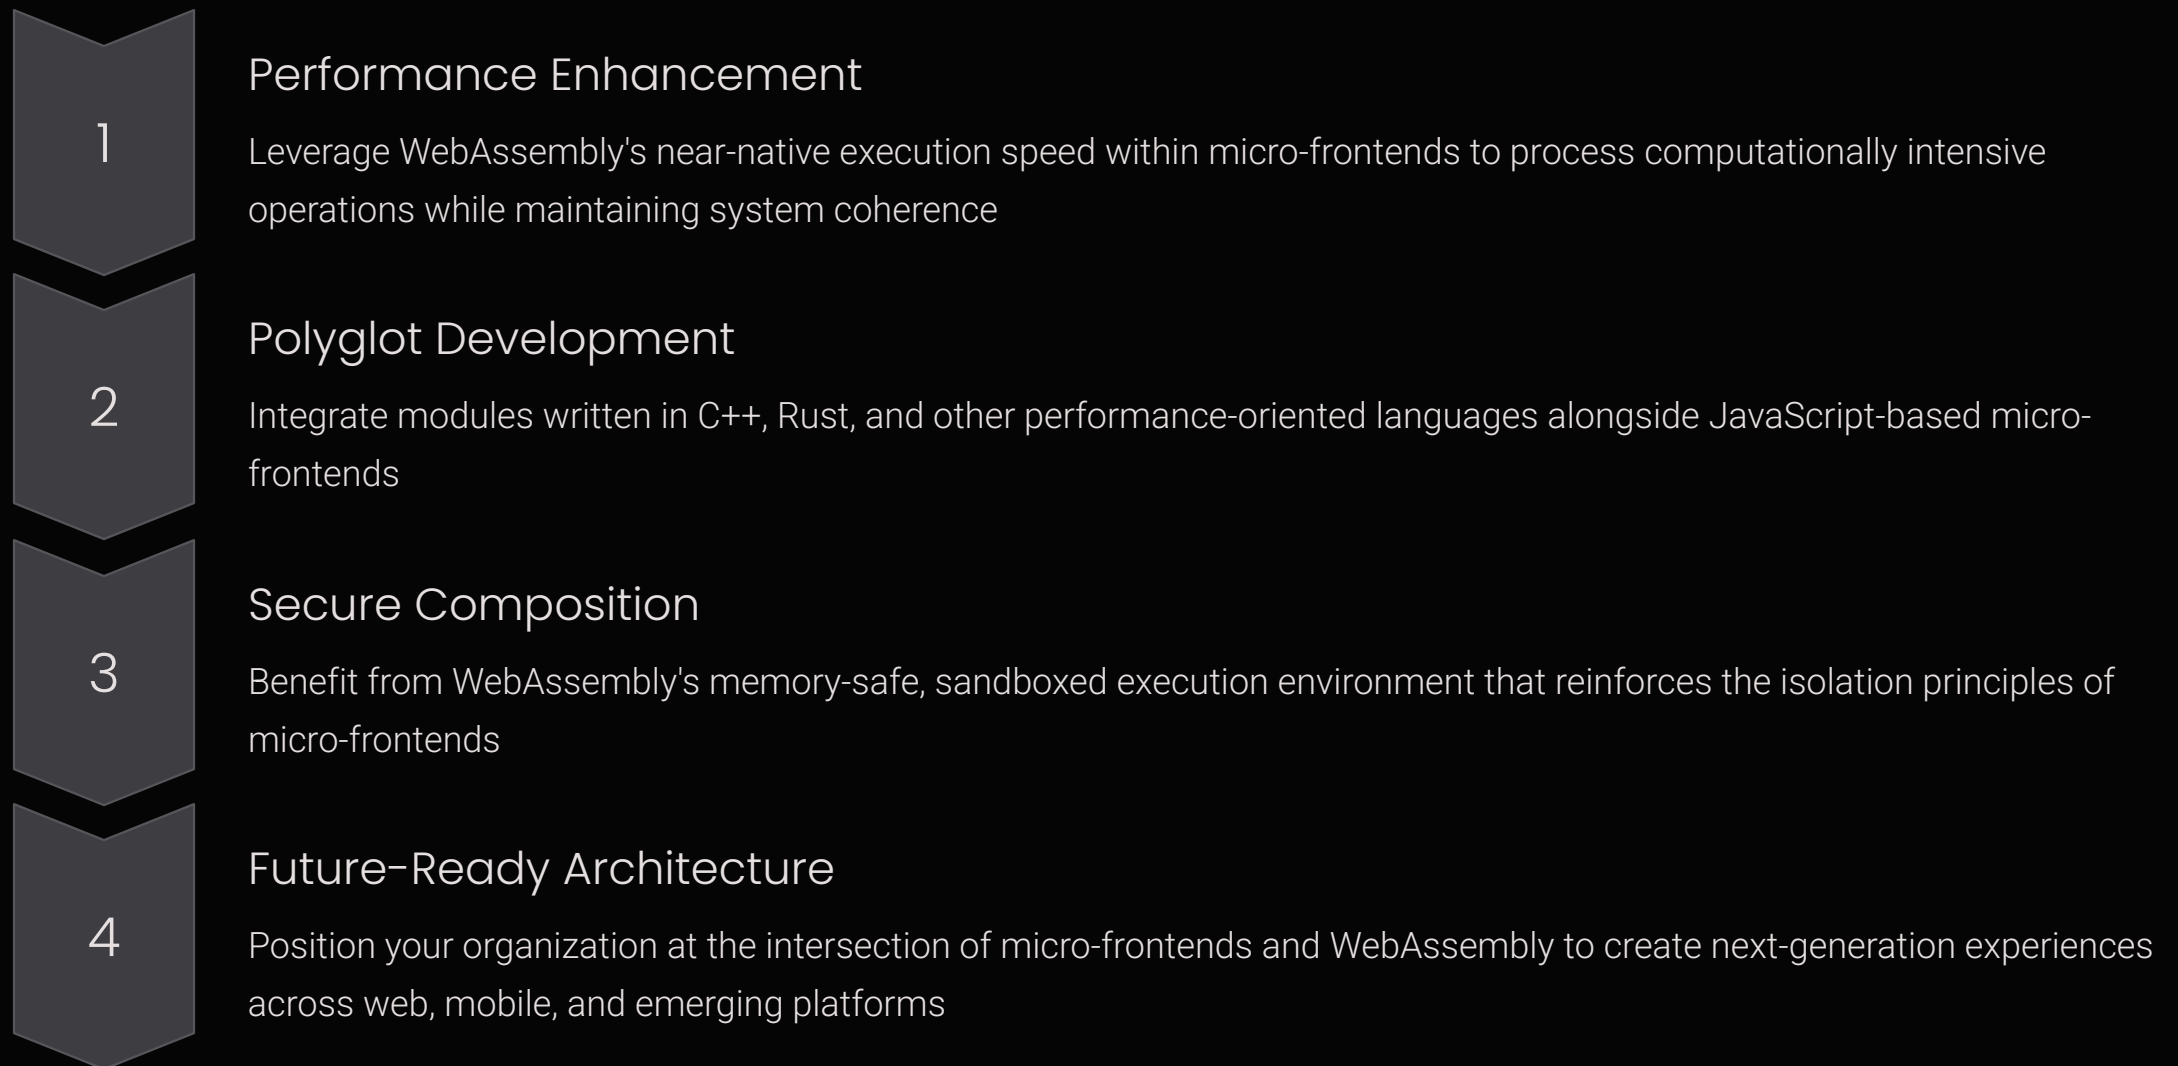 1
Performance Enhancement
Leverage WebAssembly's near-native execution speed within micro-frontends to process computationally intensive
operations while maintaining system coherence
2
Polyglot Development
Integrate modules written in C++, Rust, and other performance-oriented languages alongside JavaScript-based micro-
frontends
3
Secure Composition
Benefit from WebAssembly's memory-safe, sandboxed execution environment that reinforces the isolation principles of
micro-frontends
4
Future-Ready Architecture
Position your organization at the intersection of micro-frontends and WebAssembly to create next-generation experiences
across web, mobile, and emerging platforms